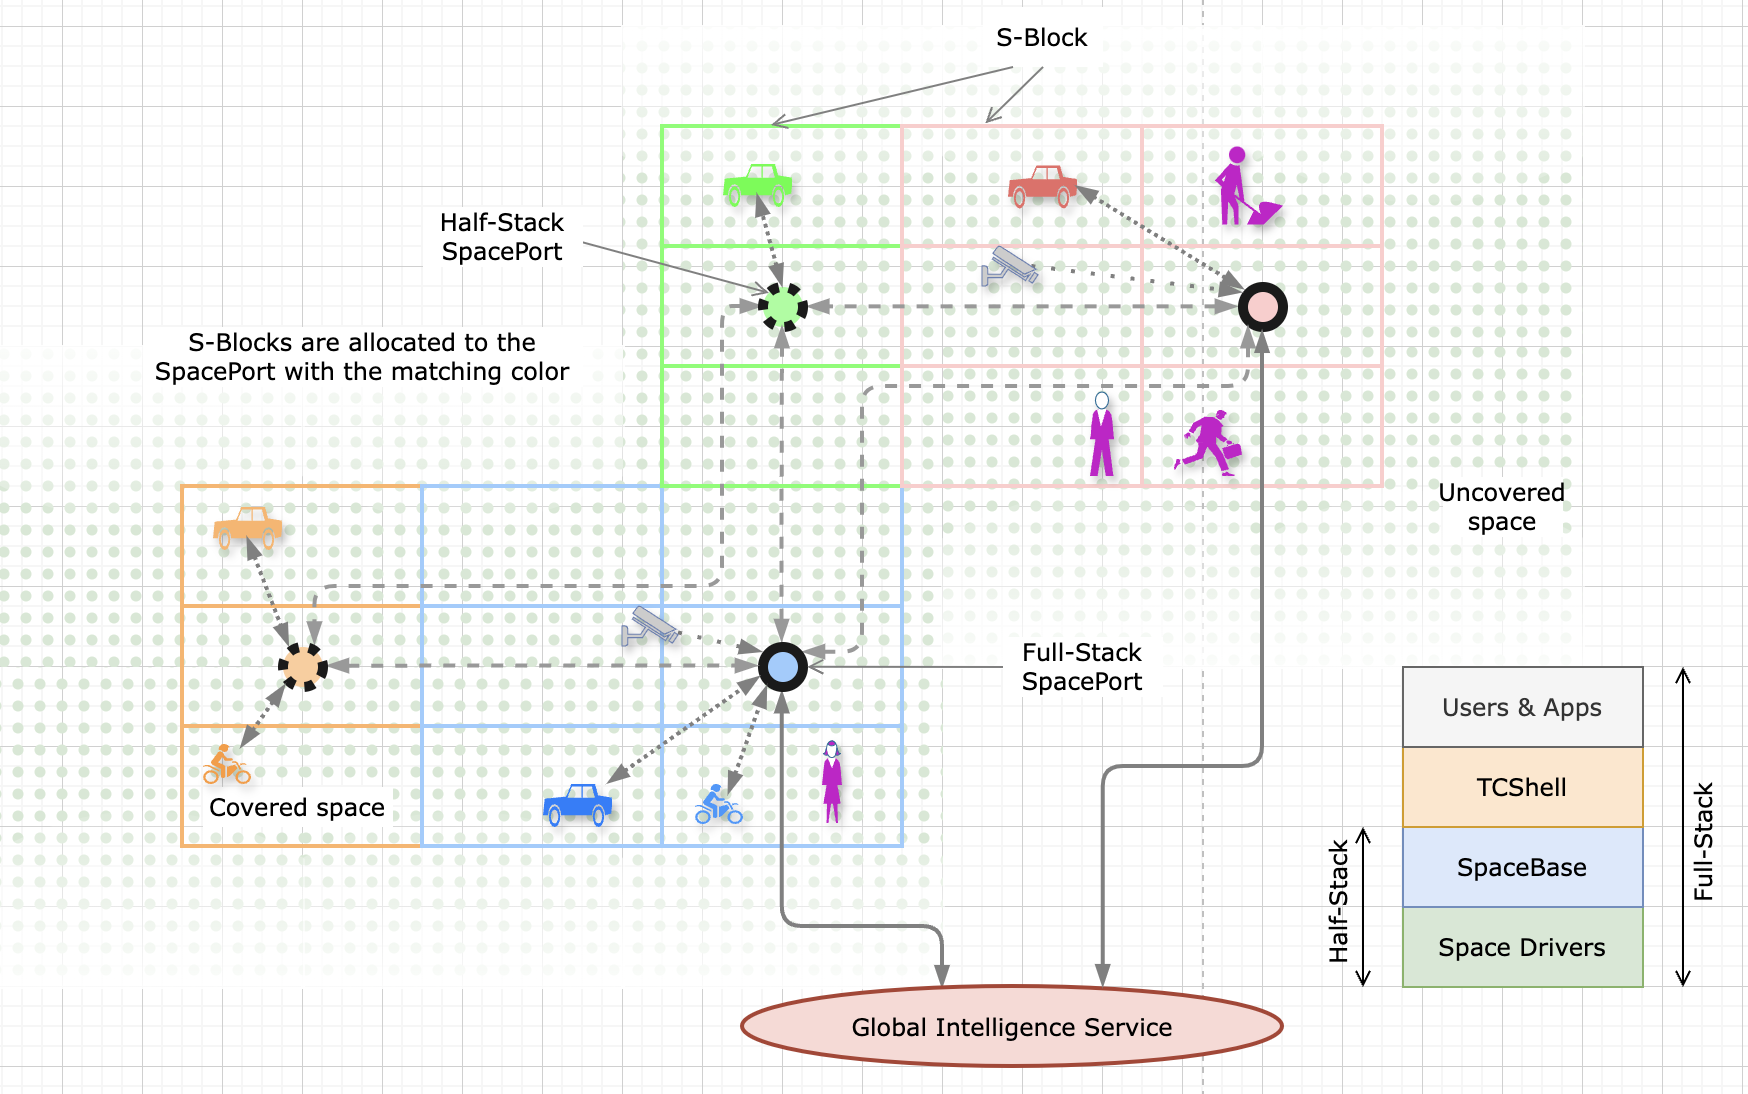 S-Block
Half-Stack
SpacePort
S-Blocks are allocated to the
SpacePort with the matching color
Uncovered
space
Full-Stack
SpacePort
Covered space
Users & Apps
TCShell
SpaceBase
Space Drivers
Half-Stack
Full-Stack
Global Intelligence Service